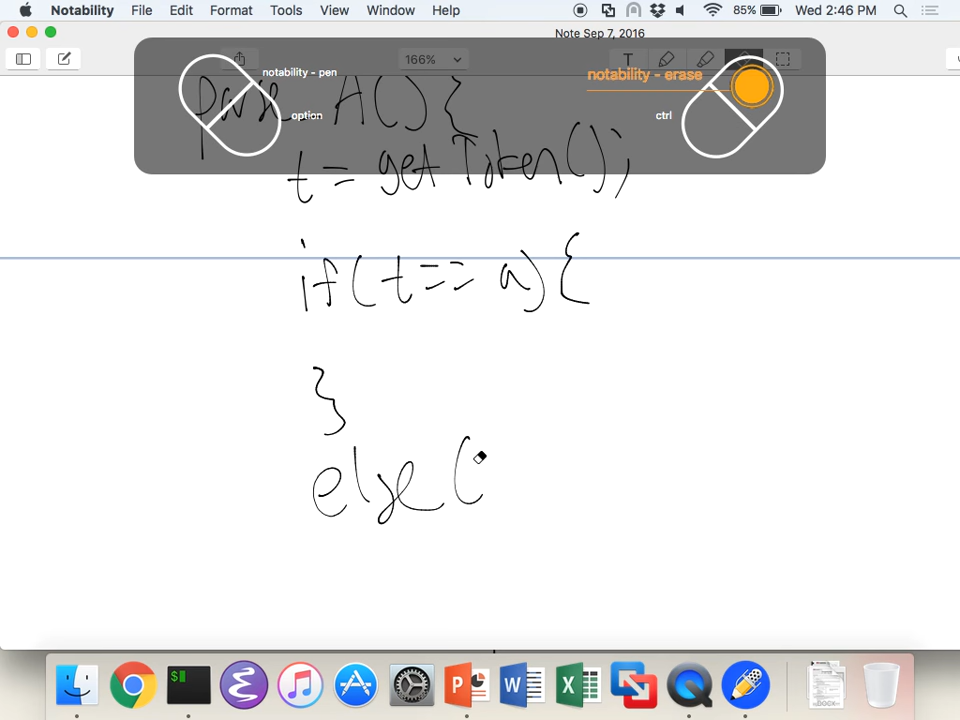 Notability File Edit Format Tools View Window Help 85% Wed 2:46 PM
Note Sep 7, 2016
166% T
notability - pen
option
notability - erase
ctrl
parse A() {
t = getToken();
if(t == a) {
}
else (
$ P W X
DOCX